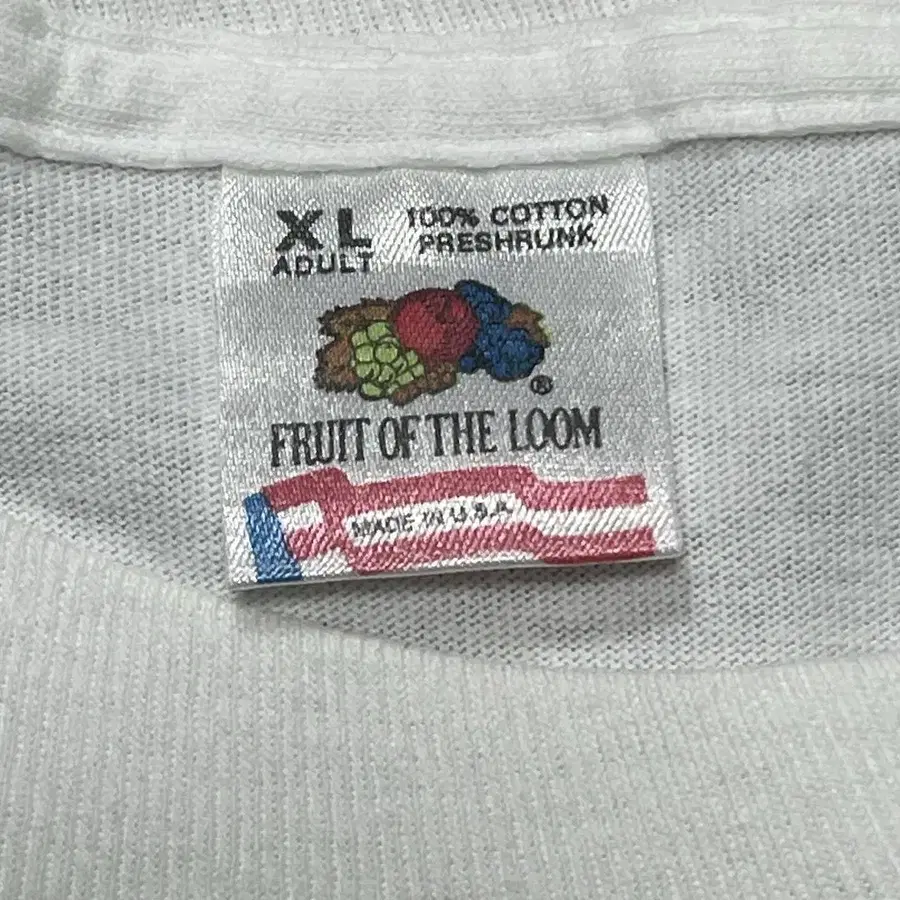 XL 100% COTTON
ADULT PRESHRUNK
®
FRUIT OF THE LOOM
MADE IN U.S.A.